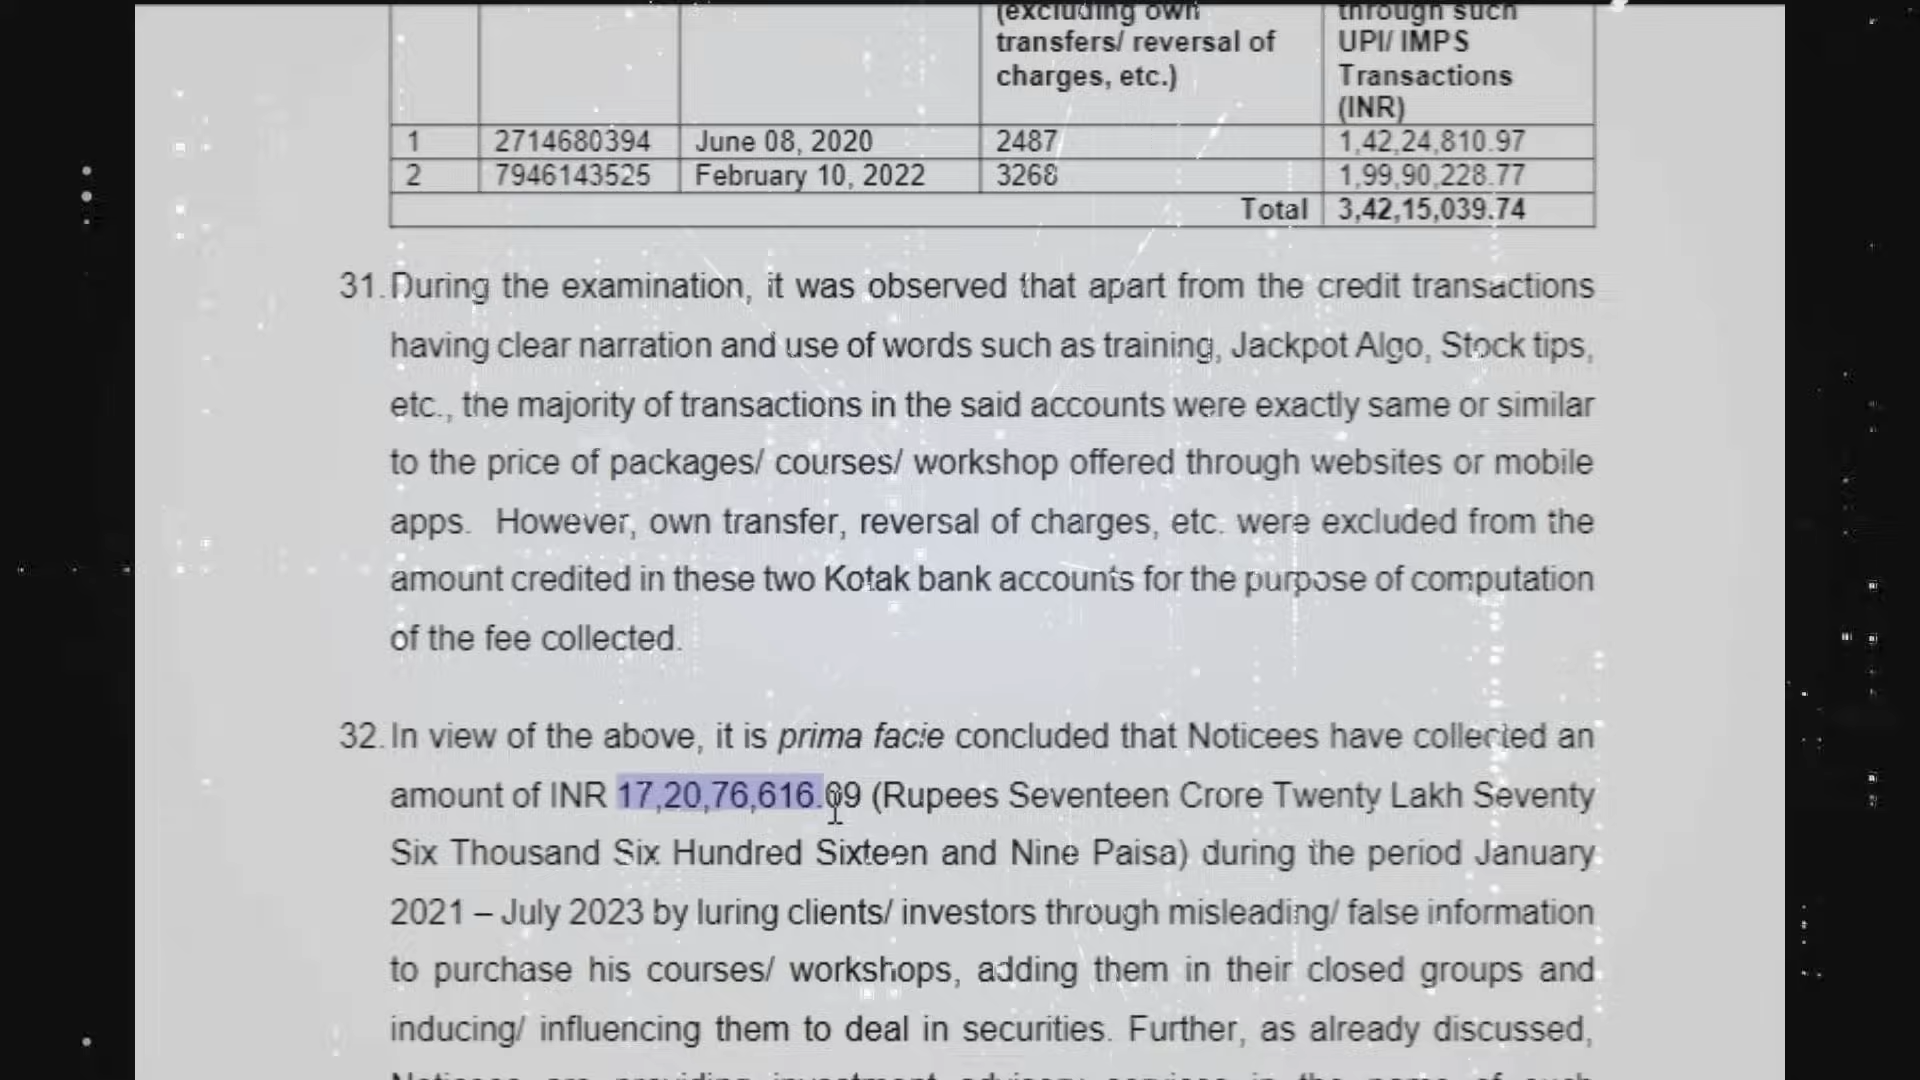 (excluding own
transfers/ reversal of
charges, etc.)
through such
UPI/ IMPS
Transactions
(INR)
1 2714680394 June 08, 2020 2487 1,42,24,810.97
2 7946143525 February 10, 2022 3268 1,99,90,228.77
Total 3,42,15,039.74
31. During the examination, it was observed that apart from the credit transactions
having clear narration and use of words such as training, Jackpot Algo, Stock tips,
etc., the majority of transactions in the said accounts were exactly same or similar
to the price of packages/ courses/ workshop offered through websites or mobile
apps. However, own transfer, reversal of charges, etc. were excluded from the
amount credited in these two Kotak bank accounts for the purpose of computation
of the fee collected.
32. In view of the above, it is prima facie concluded that Noticees have collected an
amount of INR 17,20,76,616.09 (Rupees Seventeen Crore Twenty Lakh Seventy
Six Thousand Six Hundred Sixteen and Nine Paisa) during the period January
2021 – July 2023 by luring clients/ investors through misleading/ false information
to purchase his courses/ workshops, adding them in their closed groups and
inducing/ influencing them to deal in securities. Further, as already discussed,